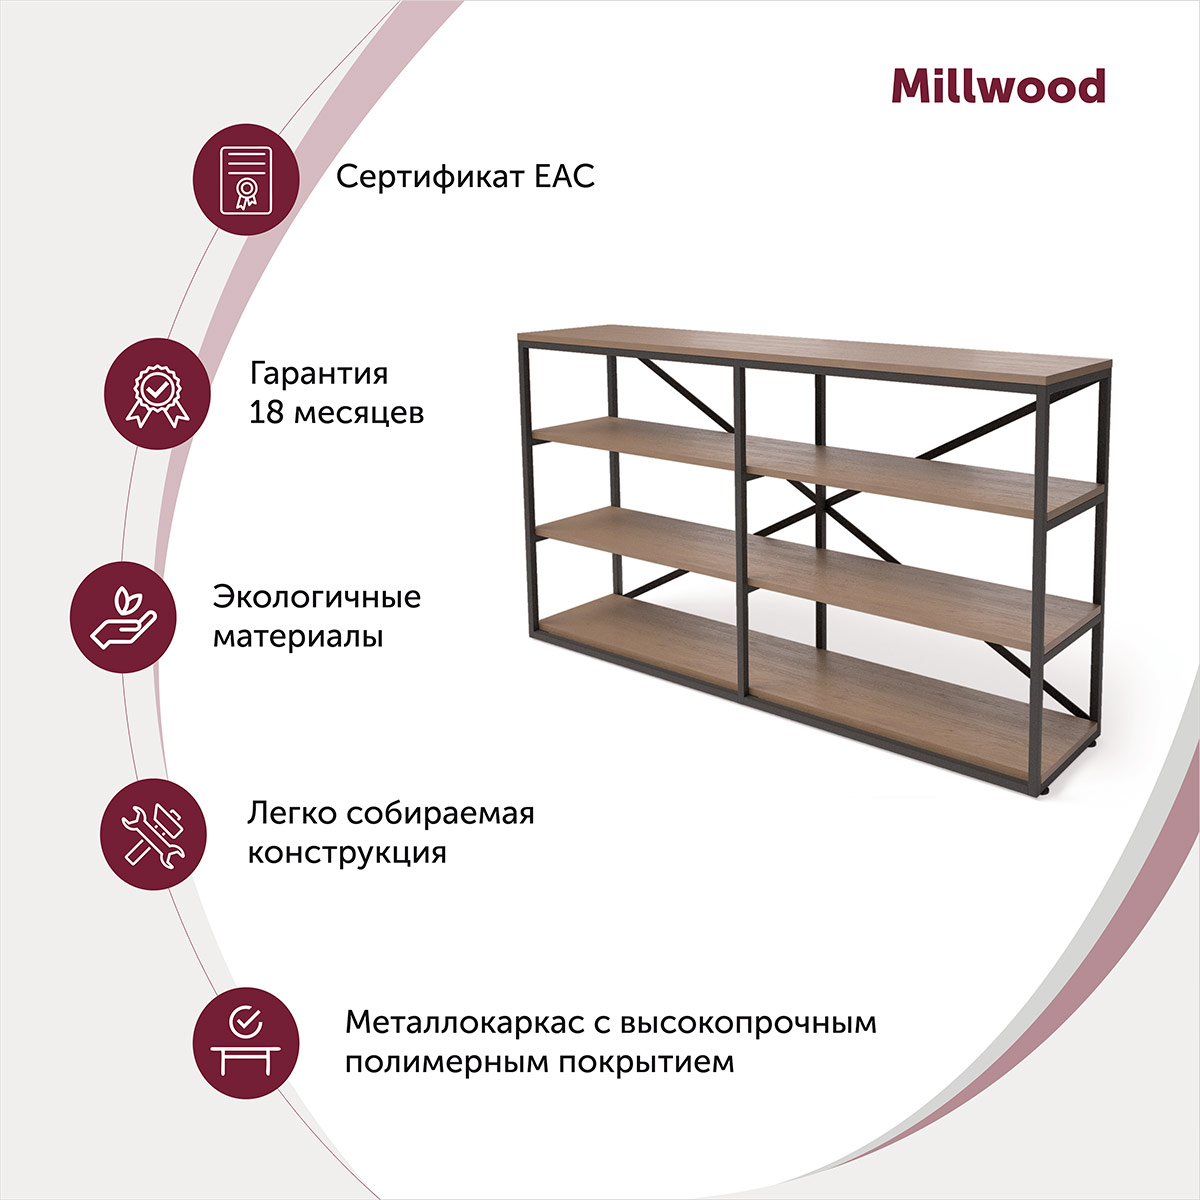 Millwood
Сертификат ЕАС
Гарантия
18 месяцев
Экологичные
материалы
Легко собираемая
конструкция
Металлокаркас с высокопрочным
полимерным покрытием